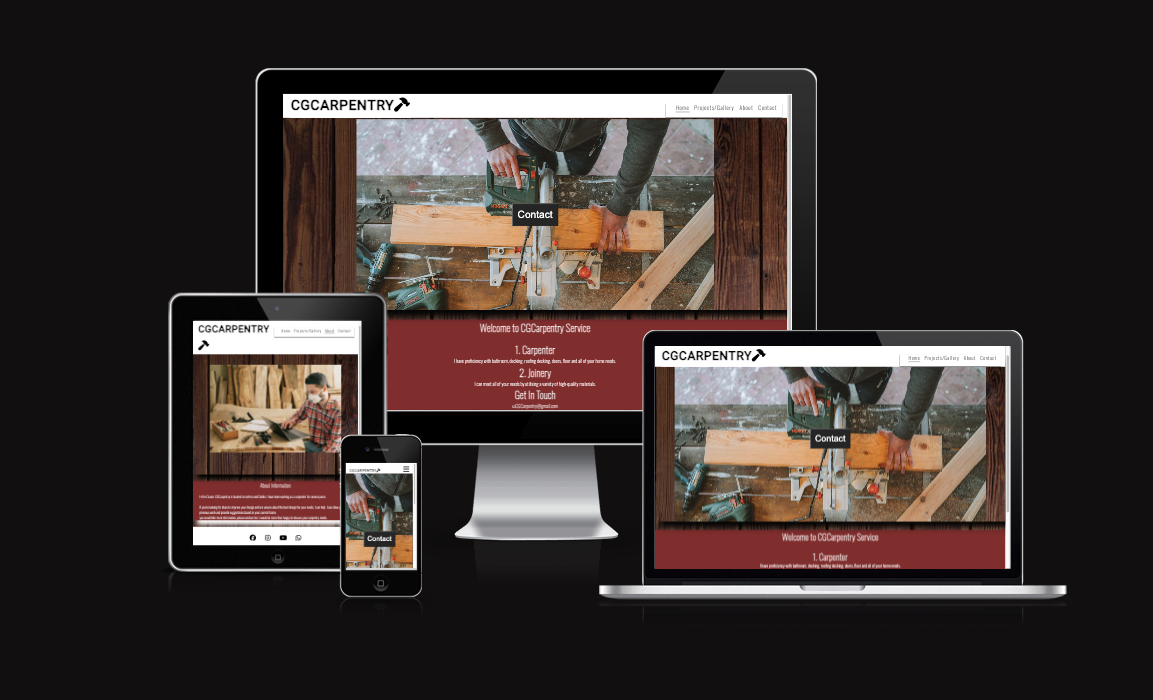 CGCARPENTRY
Home Projects/Gallery About Contact
Contact
Welcome to CGCarpentry Service
1. Carpenter
I have proficiency with bathroom, decking, roofing decking, doors, floor and all of your home needs.
2. Joinery
I can meet all of your needs by utilising a variety of high-quality materials.
Get In Touch
CGCARPENTRY
Home Projects/Gallery About Contact
About Information
CGCARPENTRY
Contact
CGCARPENTRY
Home Projects/Gallery About Contact
Contact
Welcome to CGCarpentry Service
1. Carpenter
I have proficiency with bathroom, decking, roofing decking, doors, floor and all of your home needs.